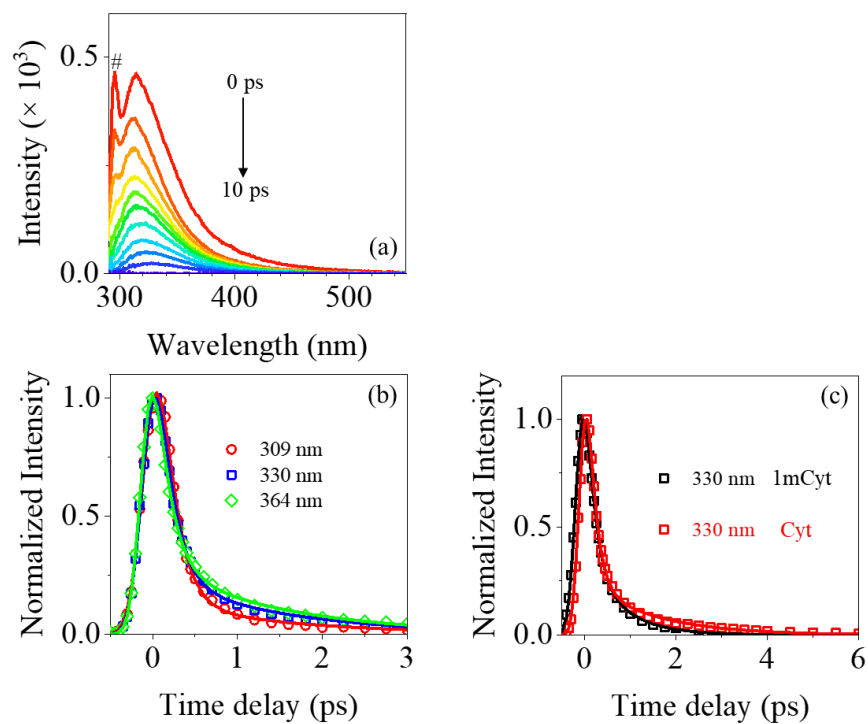 #
0 ps
10 ps
(a)
0.5
0.0
Intensity (× 10³)
300 400 500
Wavelength (nm)
(b)
309 nm
330 nm
364 nm
1.0
0.5
0.0
Normalized Intensity
0 1 2 3
Time delay (ps)
(c)
330 nm 1mCyt
330 nm Cyt
1.0
0.5
0.0
Normalized Intensity
0 2 4 6
Time delay (ps)